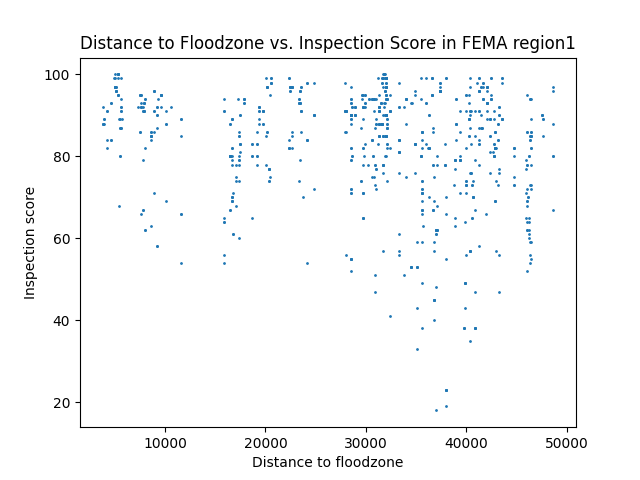 Distance to Floodzone vs. Inspection Score in FEMA region1
100
80
60
40
20
Inspection score
10000 20000 30000 40000 50000
Distance to floodzone